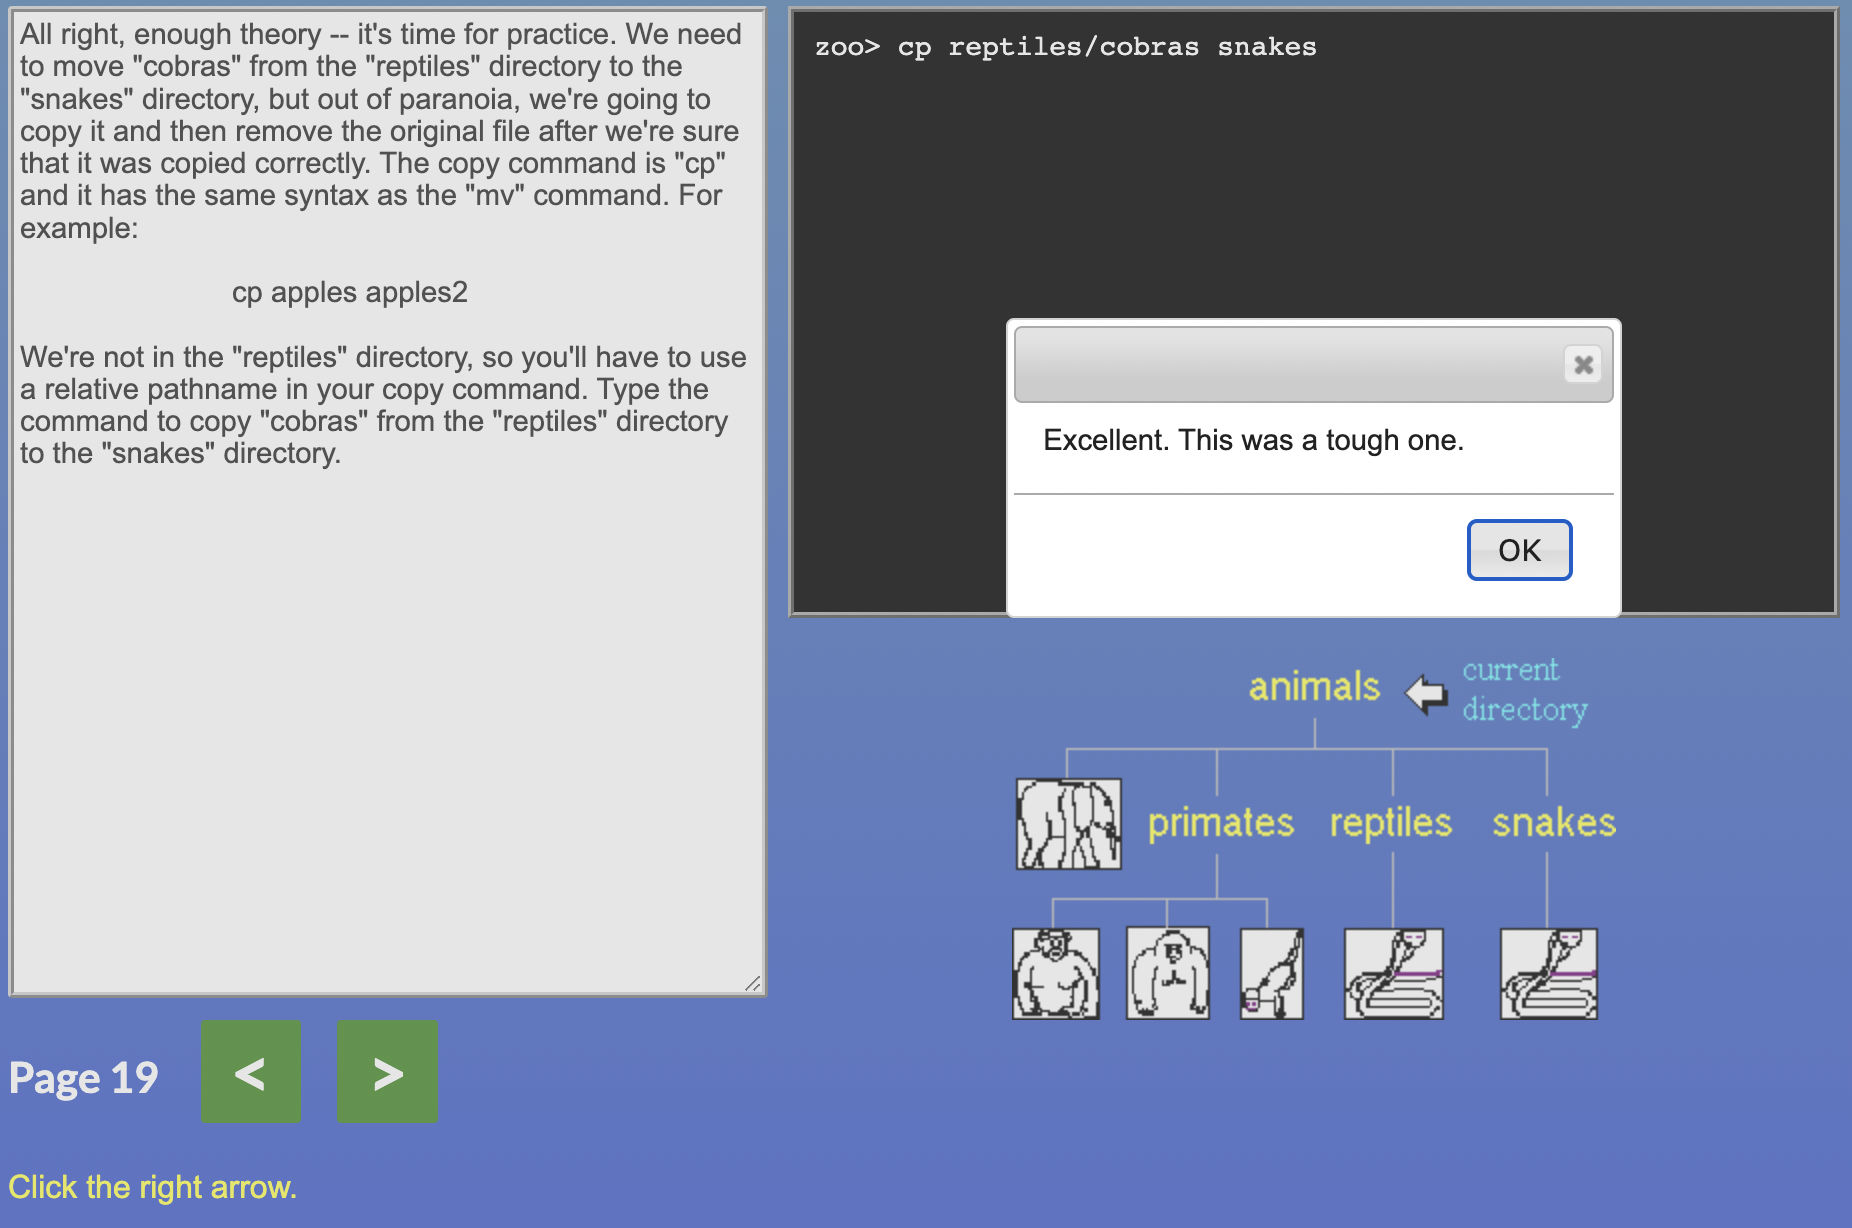 All right, enough theory -- it's time for practice. We need
to move "cobras" from the "reptiles" directory to the
"snakes" directory, but out of paranoia, we're going to
copy it and then remove the original file after we're sure
that it was copied correctly. The copy command is "cp"
and it has the same syntax as the "mv" command. For
example:
cp apples apples2
We're not in the "reptiles" directory, so you'll have to use
a relative pathname in your copy command. Type the
command to copy "cobras" from the "reptiles" directory
to the "snakes" directory.
Page 19
<
>
Click the right arrow.
zoo> cp reptiles/cobras snakes
Excellent. This was a tough one.
OK
animals
current
directory
primates
reptiles
snakes